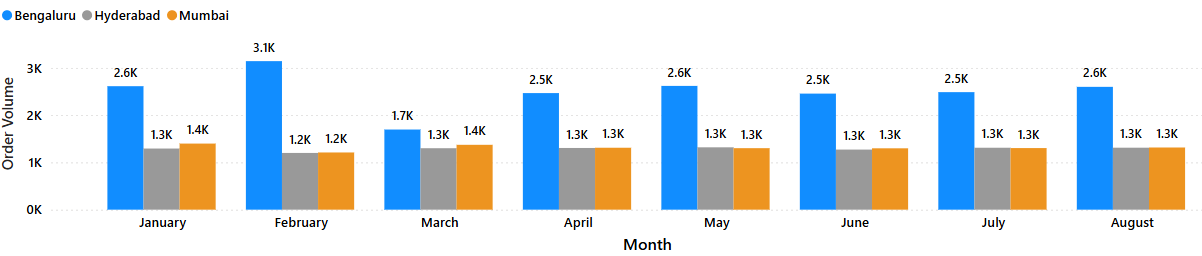 Bengaluru Hyderabad Mumbai
3.1K
2.6K 2.5K 2.6K 2.5K 2.5K 2.6K
1.7K
1.3K 1.4K 1.2K 1.2K 1.3K 1.4K 1.3K 1.3K 1.3K 1.3K 1.3K 1.3K 1.3K 1.3K 1.3K 1.3K
3K
2K
1K
0K
Order Volume
January February March April May June July August
Month